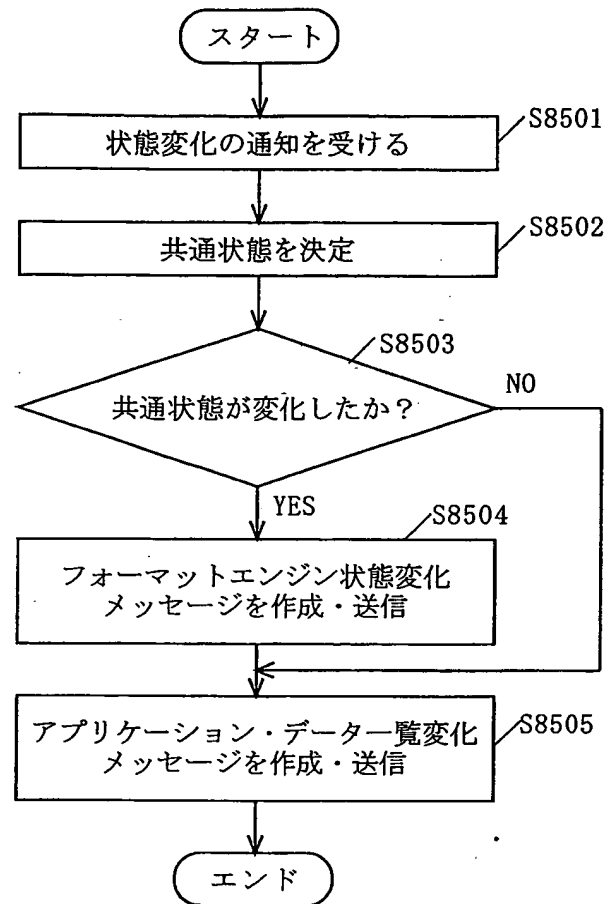 スタート
状態変化の通知を受ける
S8501
共通状態を決定
S8502
S8503
共通状態が変化したか？
NO
YES
S8504
フォーマットエンジン状態変化
メッセージを作成・送信
アプリケーション・データ一覧変化
メッセージを作成・送信
S8505
エンド